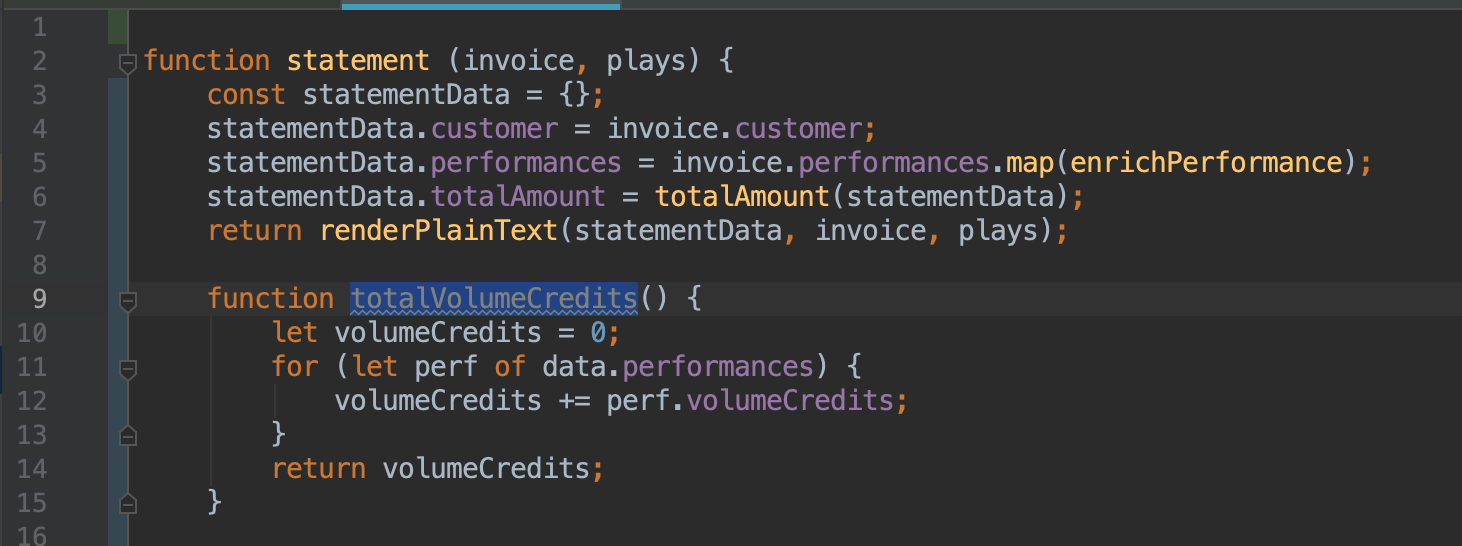 1
2 function statement (invoice, plays) {
3 const statementData = {};
4 statementData.customer = invoice.customer;
5 statementData.performances = invoice.performances.map(enrichPerformance);
6 statementData.totalAmount = totalAmount(statementData);
7 return renderPlainText(statementData, invoice, plays);
8
9 function totalVolumeCredits() {
10 let volumeCredits = 0;
11 for (let perf of data.performances) {
12 volumeCredits += perf.volumeCredits;
13 }
14 return volumeCredits;
15 }
16